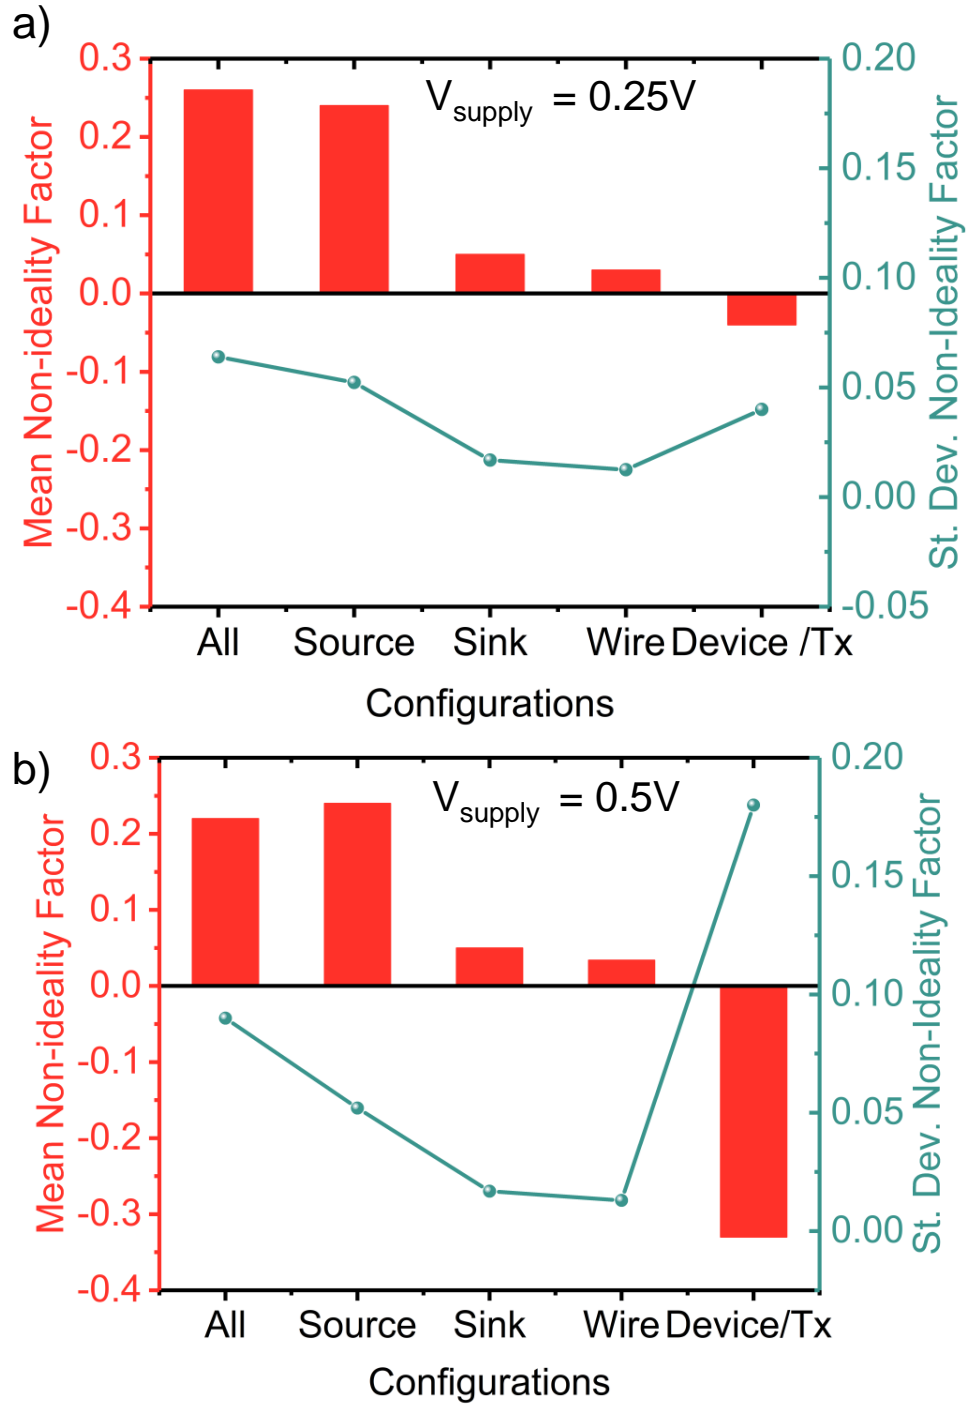 a)
Mean Non-ideality Factor
0.3
0.2
0.1
0.0
-0.1
-0.2
-0.3
-0.4
V supply = 0.25V
0.20
0.15
0.10
0.05
0.00
-0.05
St. Dev. Non-Ideality Factor
All Source Sink Wire Device /Tx
Configurations
b)
Mean Non-ideality Factor
0.3
0.2
0.1
0.0
-0.1
-0.2
-0.3
-0.4
V supply = 0.5V
0.20
0.15
0.10
0.05
0.00
St. Dev. Non-Ideality Factor
All Source Sink Wire Device/Tx
Configurations